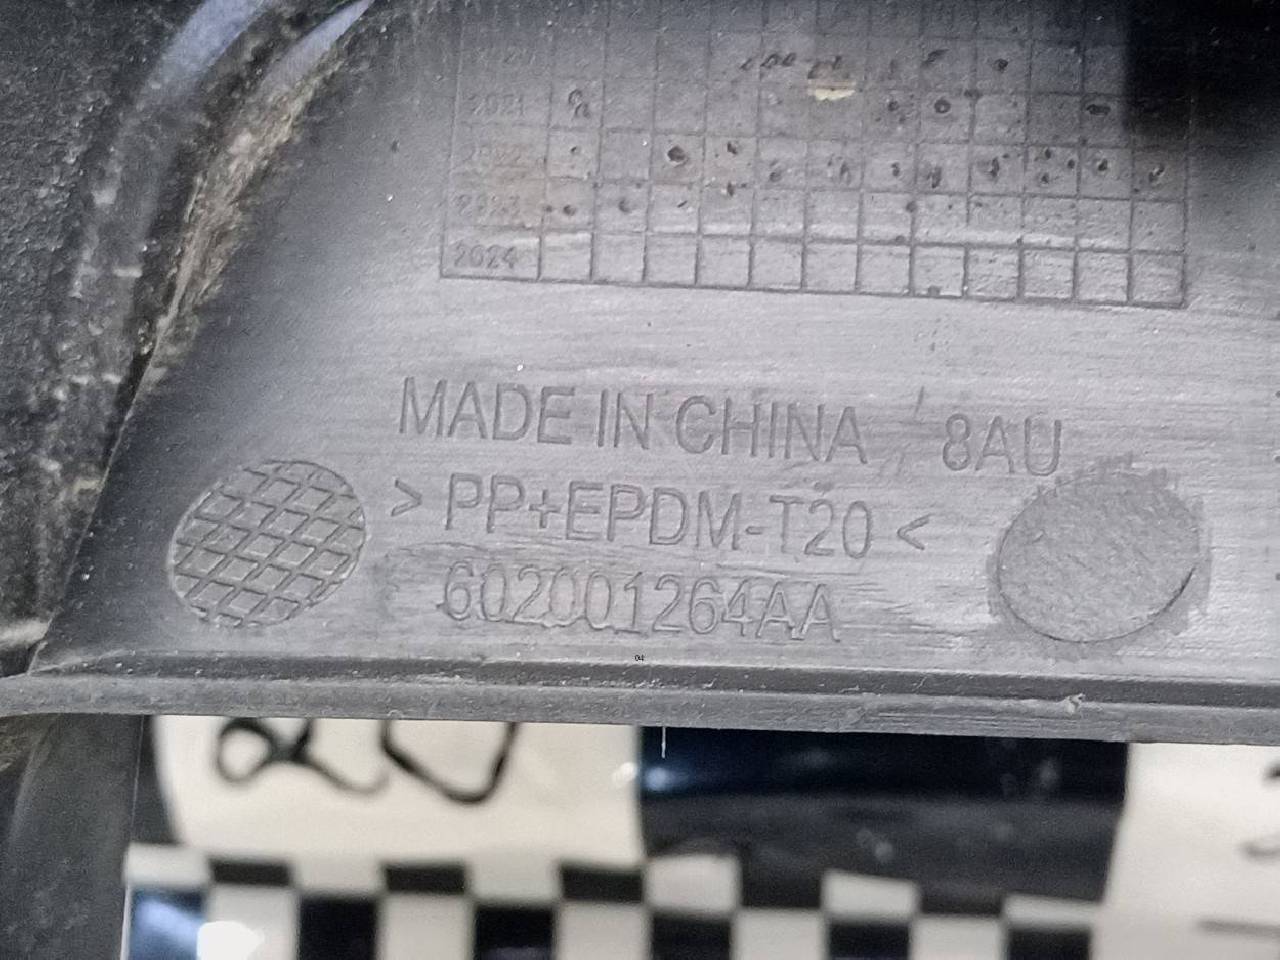 2021
2022
2023
2024
MADE IN CHINA 8AU
> PP+EPDM-T20 <
602001264AA